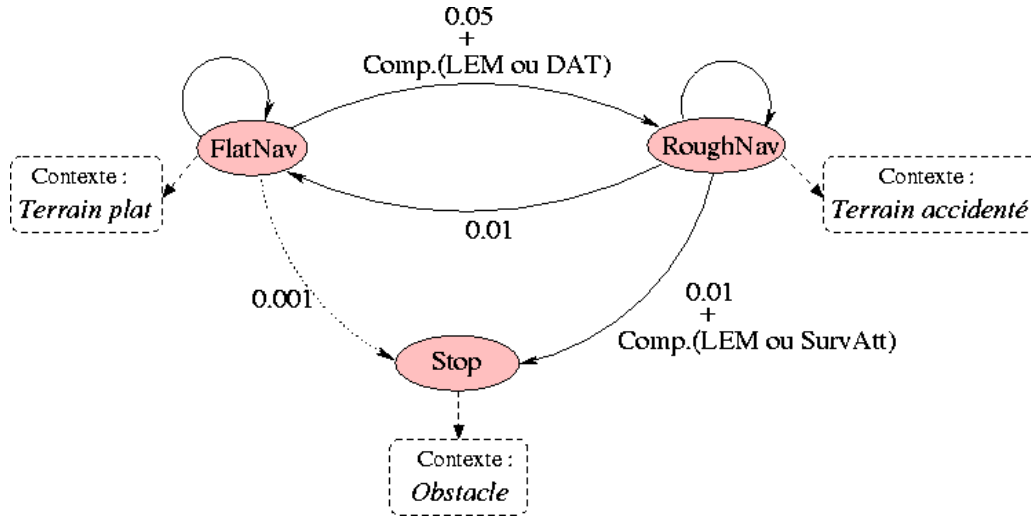 0.05
+
Comp.(LEM ou DAT)
FlatNav
RoughNav
Contexte :
Terrain plat
Contexte :
Terrain accidenté
0.01
0.001
0.01
+
Comp.(LEM ou SurvAtt)
Stop
Contexte :
Obstacle